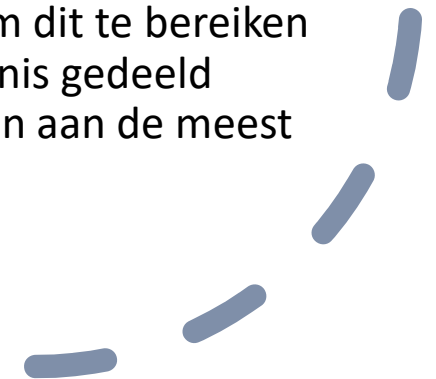 m dit te bereiken
nis gedeeld
n aan de meest